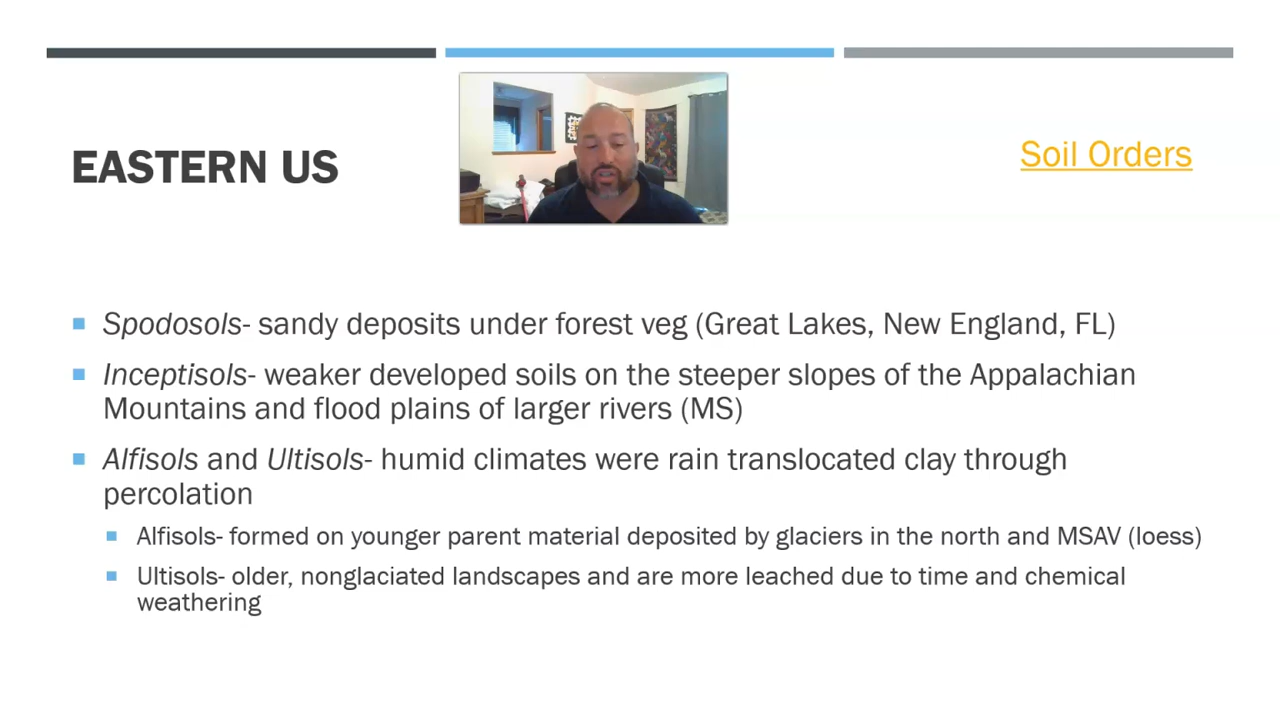 EASTERN US
Soil Orders
Spodosols- sandy deposits under forest veg (Great Lakes, New England, FL)
Inceptisols- weaker developed soils on the steeper slopes of the Appalachian
Mountains and flood plains of larger rivers (MS)
Alfisols and Ultisols- humid climates were rain translocated clay through
percolation
Alfisols- formed on younger parent material deposited by glaciers in the north and MSAV (loess)
Ultisols- older, nonglaciated landscapes and are more leached due to time and chemical
weathering